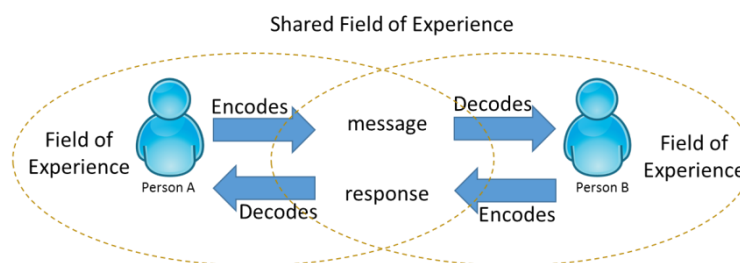 Shared Field of Experience
Encodes
Decodes
message
Field of
Experience
Person A
Field of
Experience
Person B
response
Decodes
Encodes